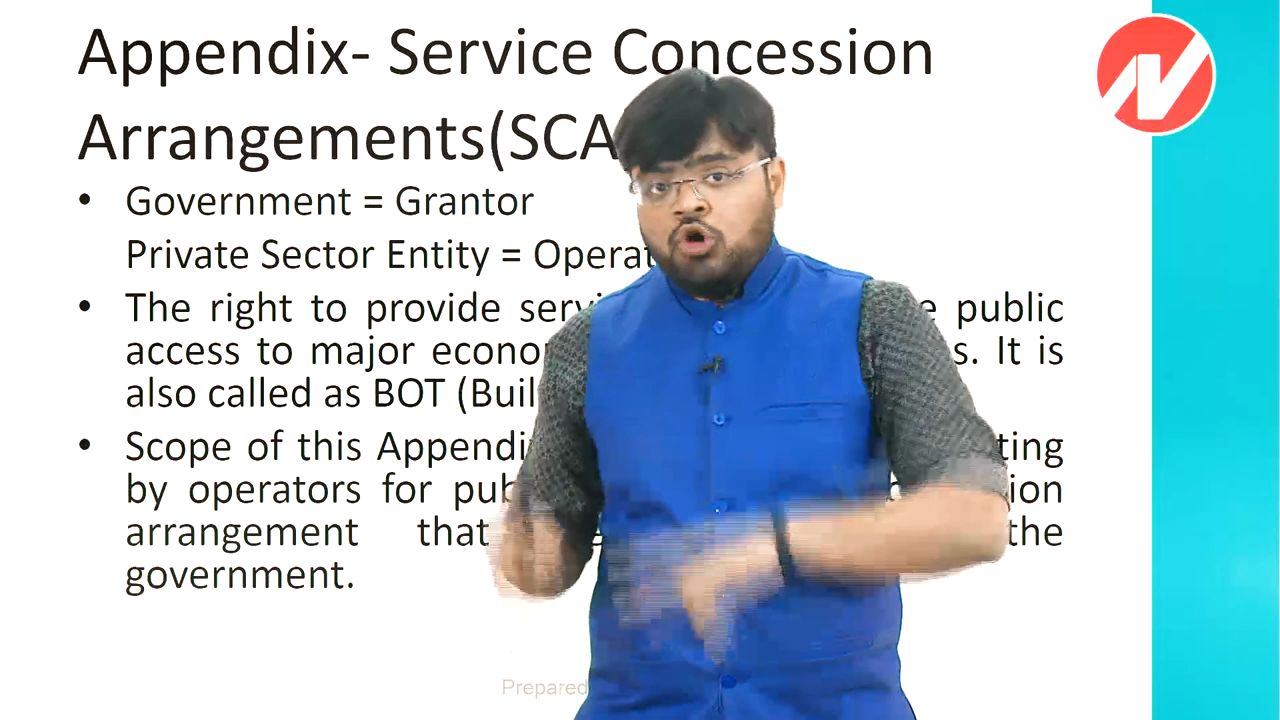 Appendix- Service Concession
Arrangements(SCA
• Government = Grantor
Private Sector Entity = Operat
• The right to provide servi e public
access to major econo s. It is
also called as BOT (Buil
• Scope of this Appendi ting
by operators for pub ion
arrangement that the
government.
Prepared